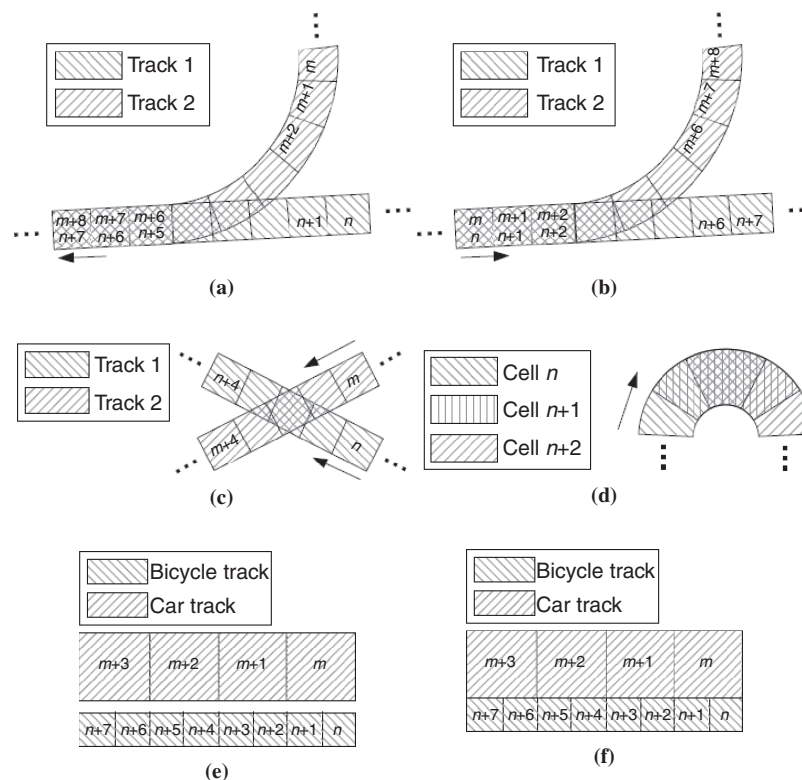 (a)
Track 1
Track 2
m
m+1
m+2
m+8 m+7 m+6
n+7 n+6 n+5
n+1 n
(b)
Track 1
Track 2
m+8
m+7
m+6
m m+1 m+2
n n+1 n+2
n+6 n+7
(c)
Track 1
Track 2
n+4
m
m+4
n
(d)
Cell n
Cell n+1
Cell n+2
(e)
Bicycle track
Car track
m+3 m+2 m+1 m
n+7 n+6 n+5 n+4 n+3 n+2 n+1 n
(f)
Bicycle track
Car track
m+3 m+2 m+1 m
n+7 n+6 n+5 n+4 n+3 n+2 n+1 n